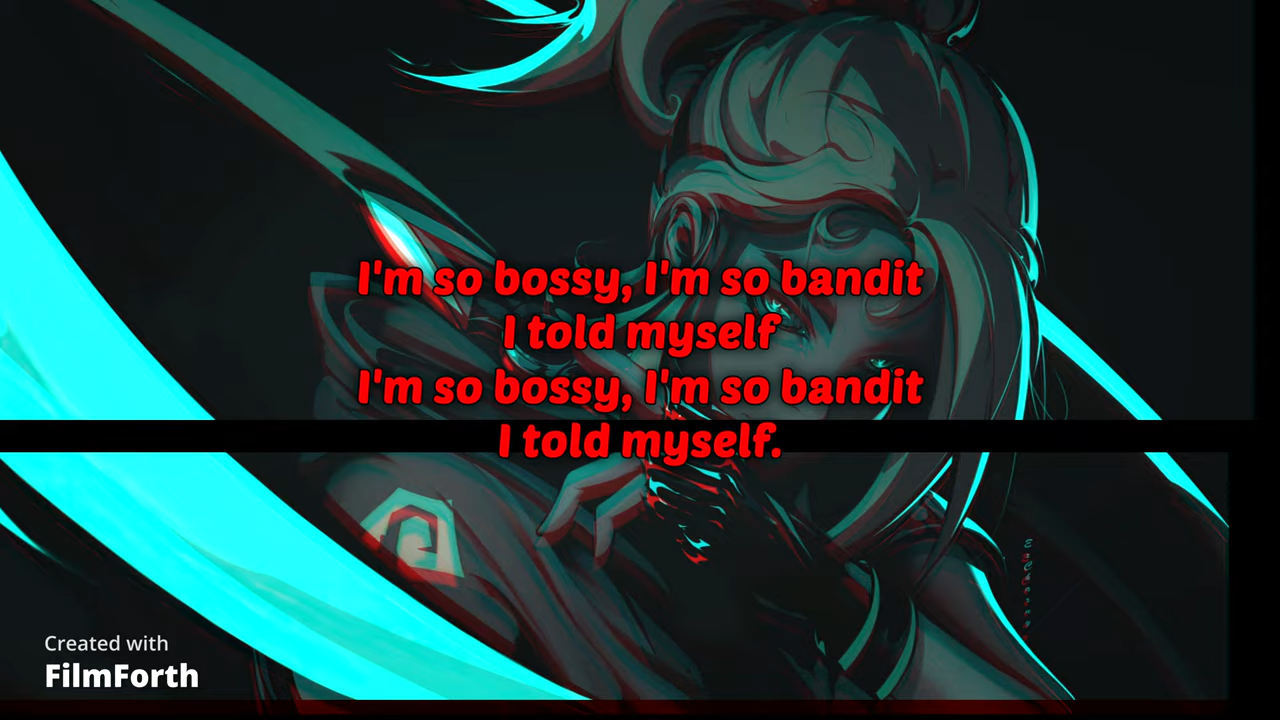 I'm so bossy, I'm so bandit
I told myself
I'm so bossy, I'm so bandit
I told myself.
Created with
FilmForth